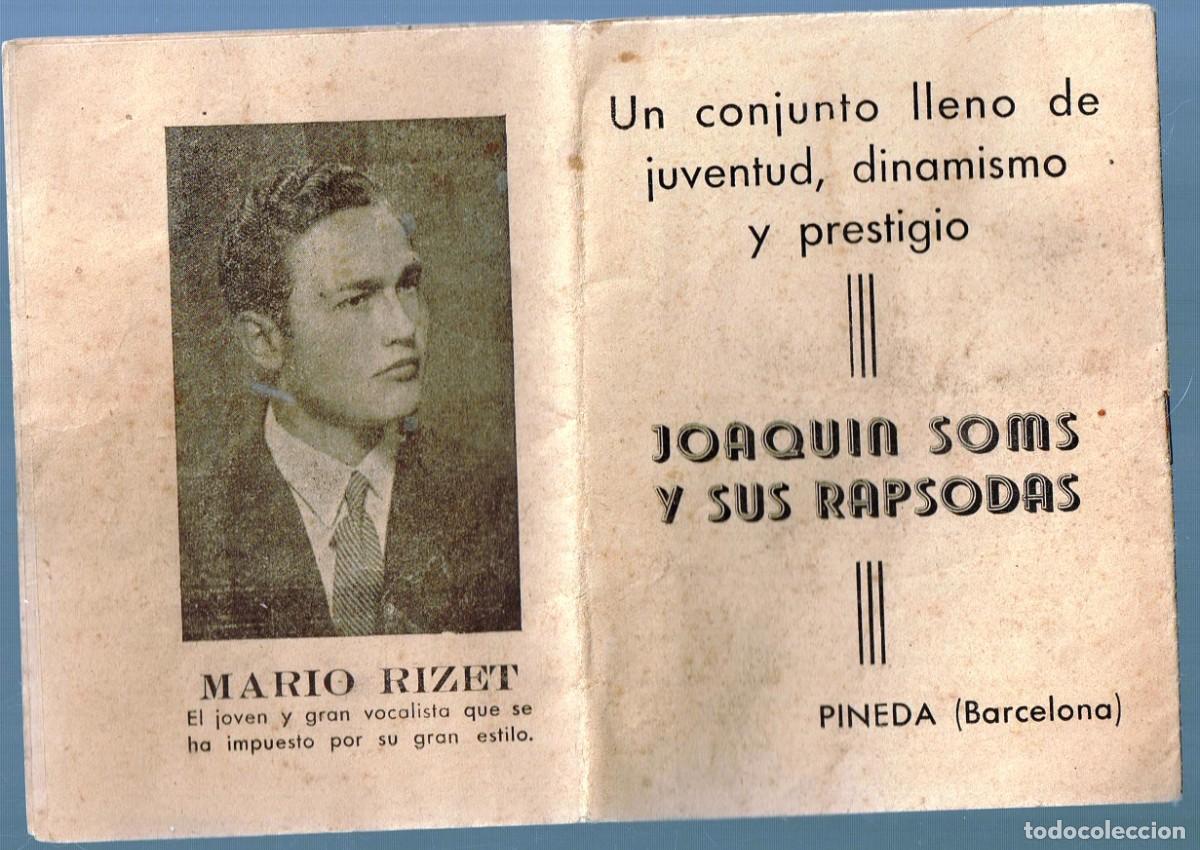 MARIO RIZET
El joven y gran vocalista que se
ha impuesto por su gran estilo.
Un conjunto lleno de
juventud, dinamismo
y prestigio
JOAQUIN SOMS
Y SUS RAPSODAS
PINEDA (Barcelona)
todocoleccion